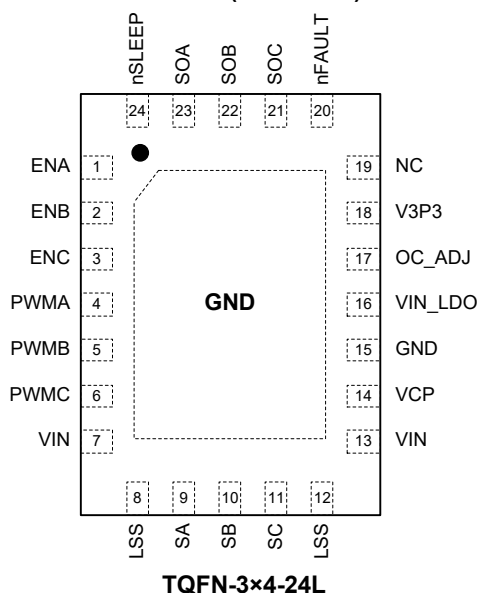 nSLEEP
SOA
SOB
SOC
nFAULT
24
23
22
21
20
ENA 1
19 NC
ENB 2
18 V3P3
ENC 3
17 OC_ADJ
PWMA 4
GND
16 VIN_LDO
PWMB 5
15 GND
PWMC 6
14 VCP
VIN 7
13 VIN
8
9
10
11
12
LSS
SA
SB
SC
LSS
TQFN-3×4-24L